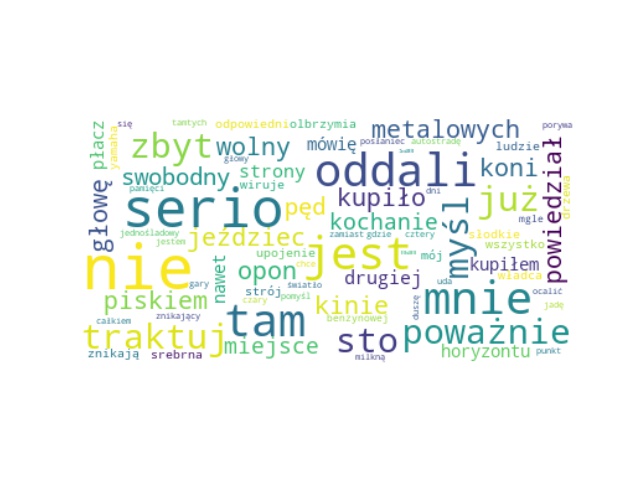 się tamtych odpowiedni olbrzymia metalowych porywa
płacz yamaha zbyt wolny mówię posłaniec autostradę ludzie
głowy oddali koni powiedział
swobodny strony wiruje już drzewa
głowę pamięci serio pęd kupiło dni myśl
kochanie mgle
jednośladowy jeździec zamiast gdzie cztery słodkie
jestem jest wszystko
nie upojenie mój kupiłem
nawet opon chce drugiej władca
gary strój światło uda mnie ocalić
piskiem czary pomyśl kinie duszę jadę
znikający tam benzynowej
całkiem traktuj sto poważnie
znikają srebrna miejsce milkną horyzontu punkt